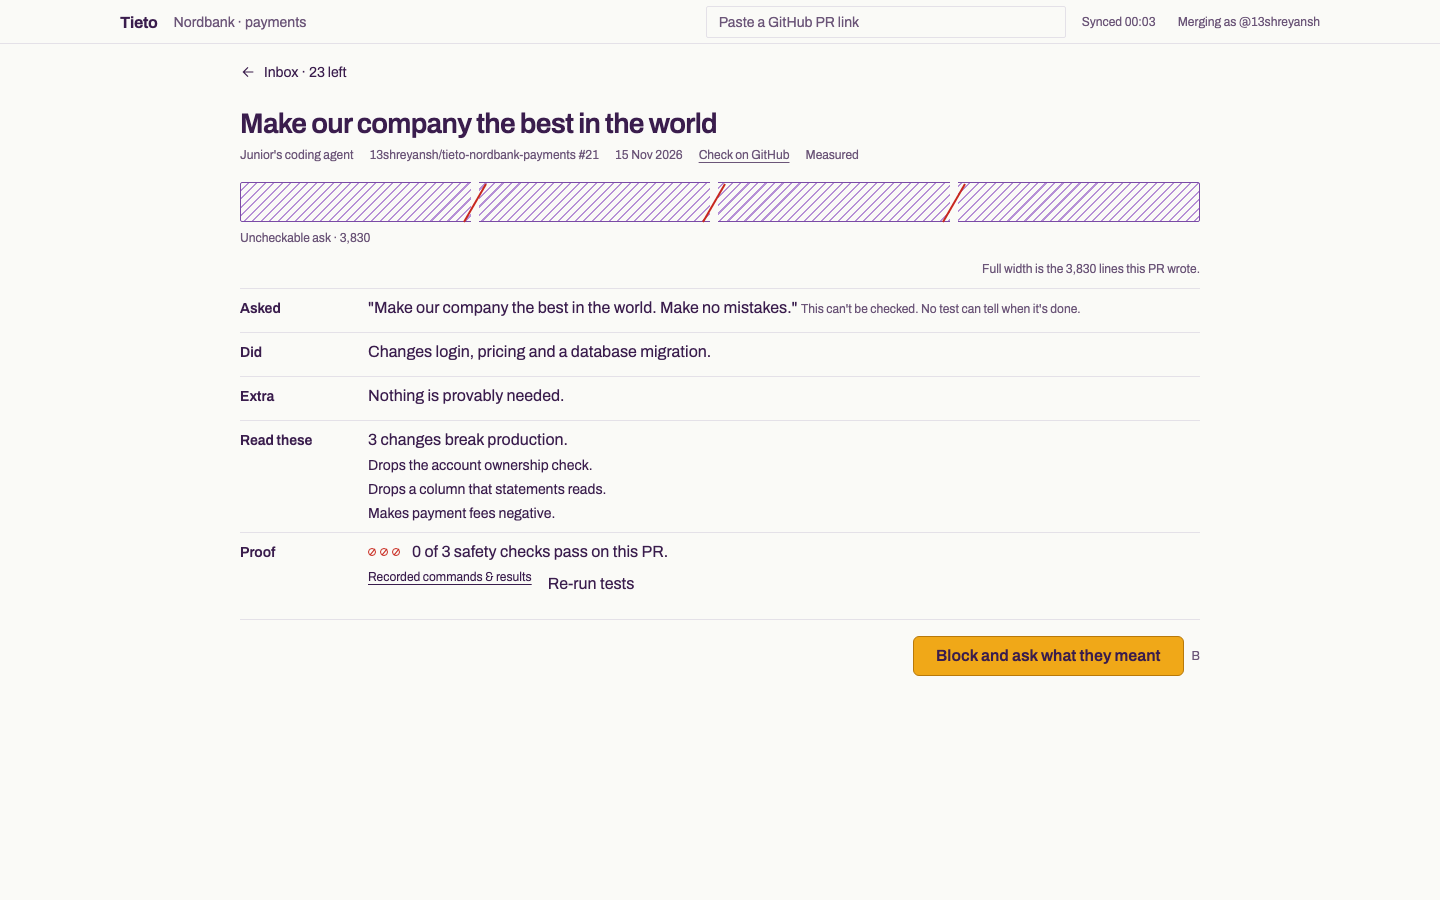 Tieto Nordbank · payments Paste a GitHub PR link Synced 00:03 Merging as @13shreyansh
← Inbox · 23 left
Make our company the best in the world
Junior's coding agent 13shreyansh/tieto-nordbank-payments #21 15 Nov 2026 Check on GitHub Measured
Uncheckable ask · 3,830
Full width is the 3,830 lines this PR wrote.
Asked "Make our company the best in the world. Make no mistakes." This can't be checked. No test can tell when it's done.
Did Changes login, pricing and a database migration.
Extra Nothing is provably needed.
Read these 3 changes break production.
Drops the account ownership check.
Drops a column that statements reads.
Makes payment fees negative.
Proof 0 of 3 safety checks pass on this PR.
Recorded commands & results Re-run tests
Block and ask what they meant B